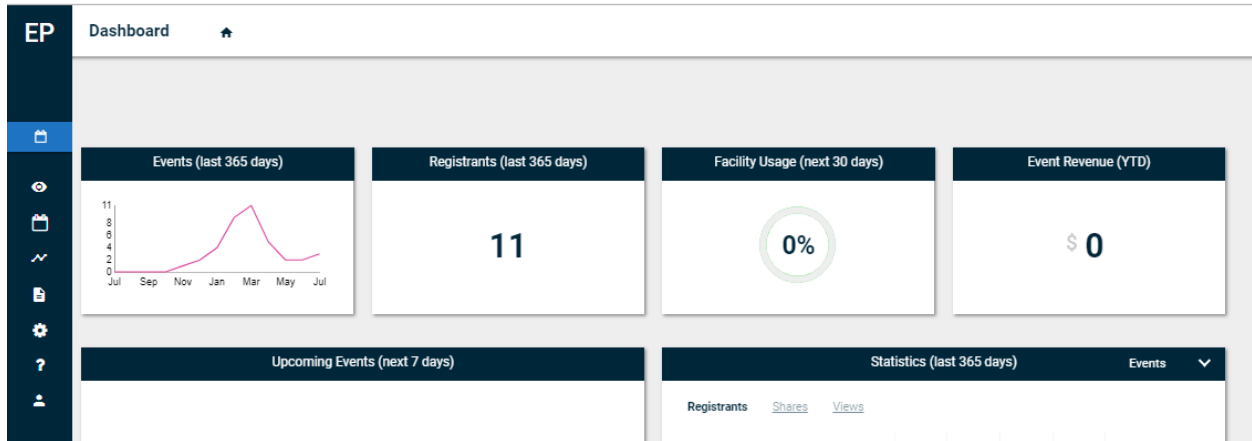 EP
Dashboard
Events (last 365 days)
11
8
6
4
2
0
Jul Sep Nov Jan Mar May Jul
Registrants (last 365 days)
11
Facility Usage (next 30 days)
0%
Event Revenue (YTD)
$ 0
Upcoming Events (next 7 days)
Statistics (last 365 days)
Events
Registrants Shares Views